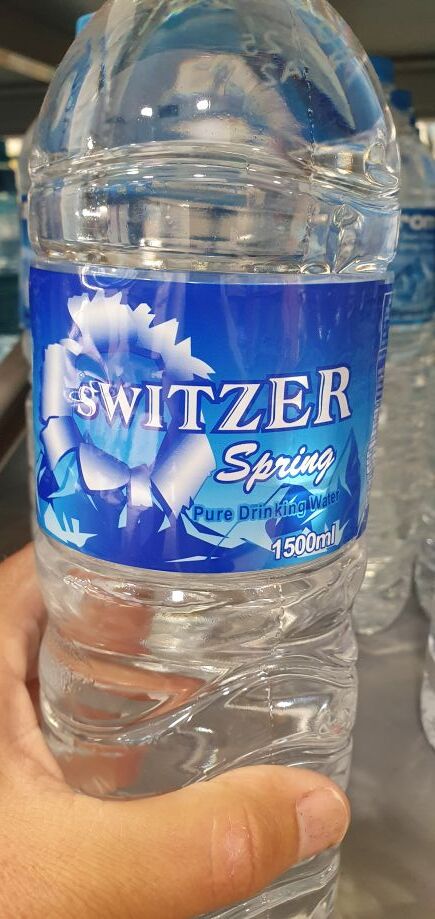 SWITZER
Spring
Pure Drinking Water
1500ml